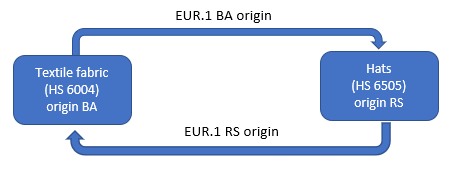 EUR.1 BA origin
Textile fabric
(HS 6004)
origin BA
Hats
(HS 6505)
origin RS
EUR.1 RS origin